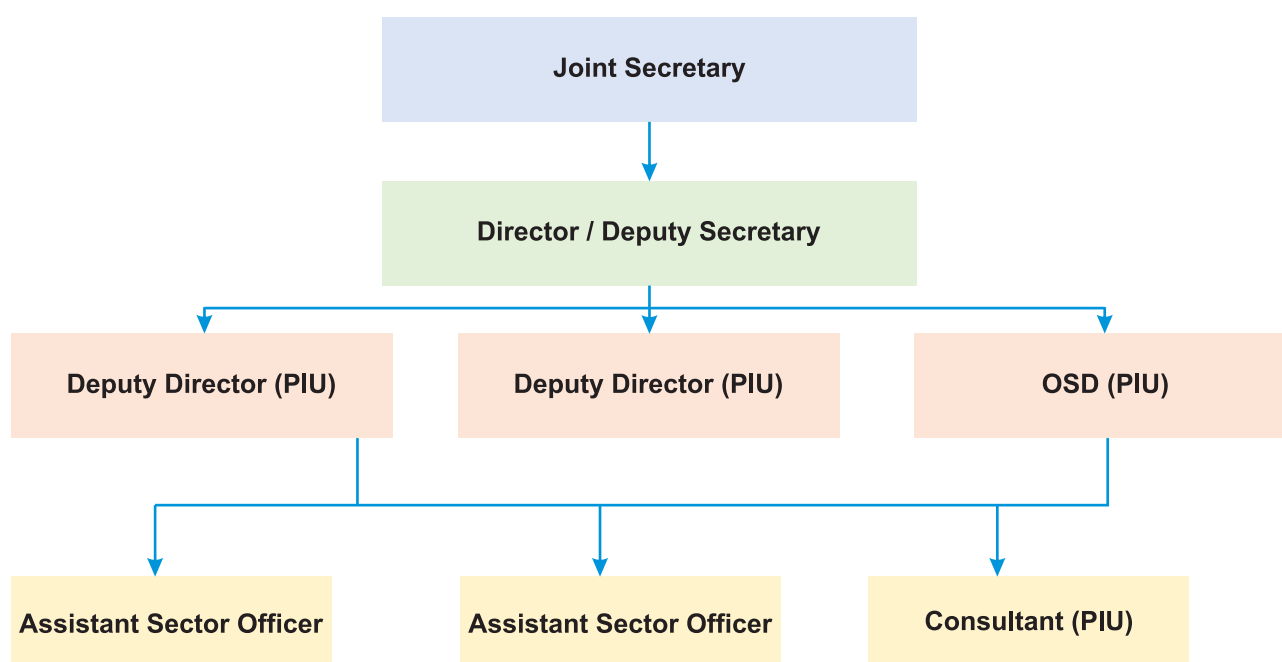 Joint Secretary
Director / Deputy Secretary
Deputy Director (PIU)
Deputy Director (PIU)
OSD (PIU)
Assistant Sector Officer
Assistant Sector Officer
Consultant (PIU)